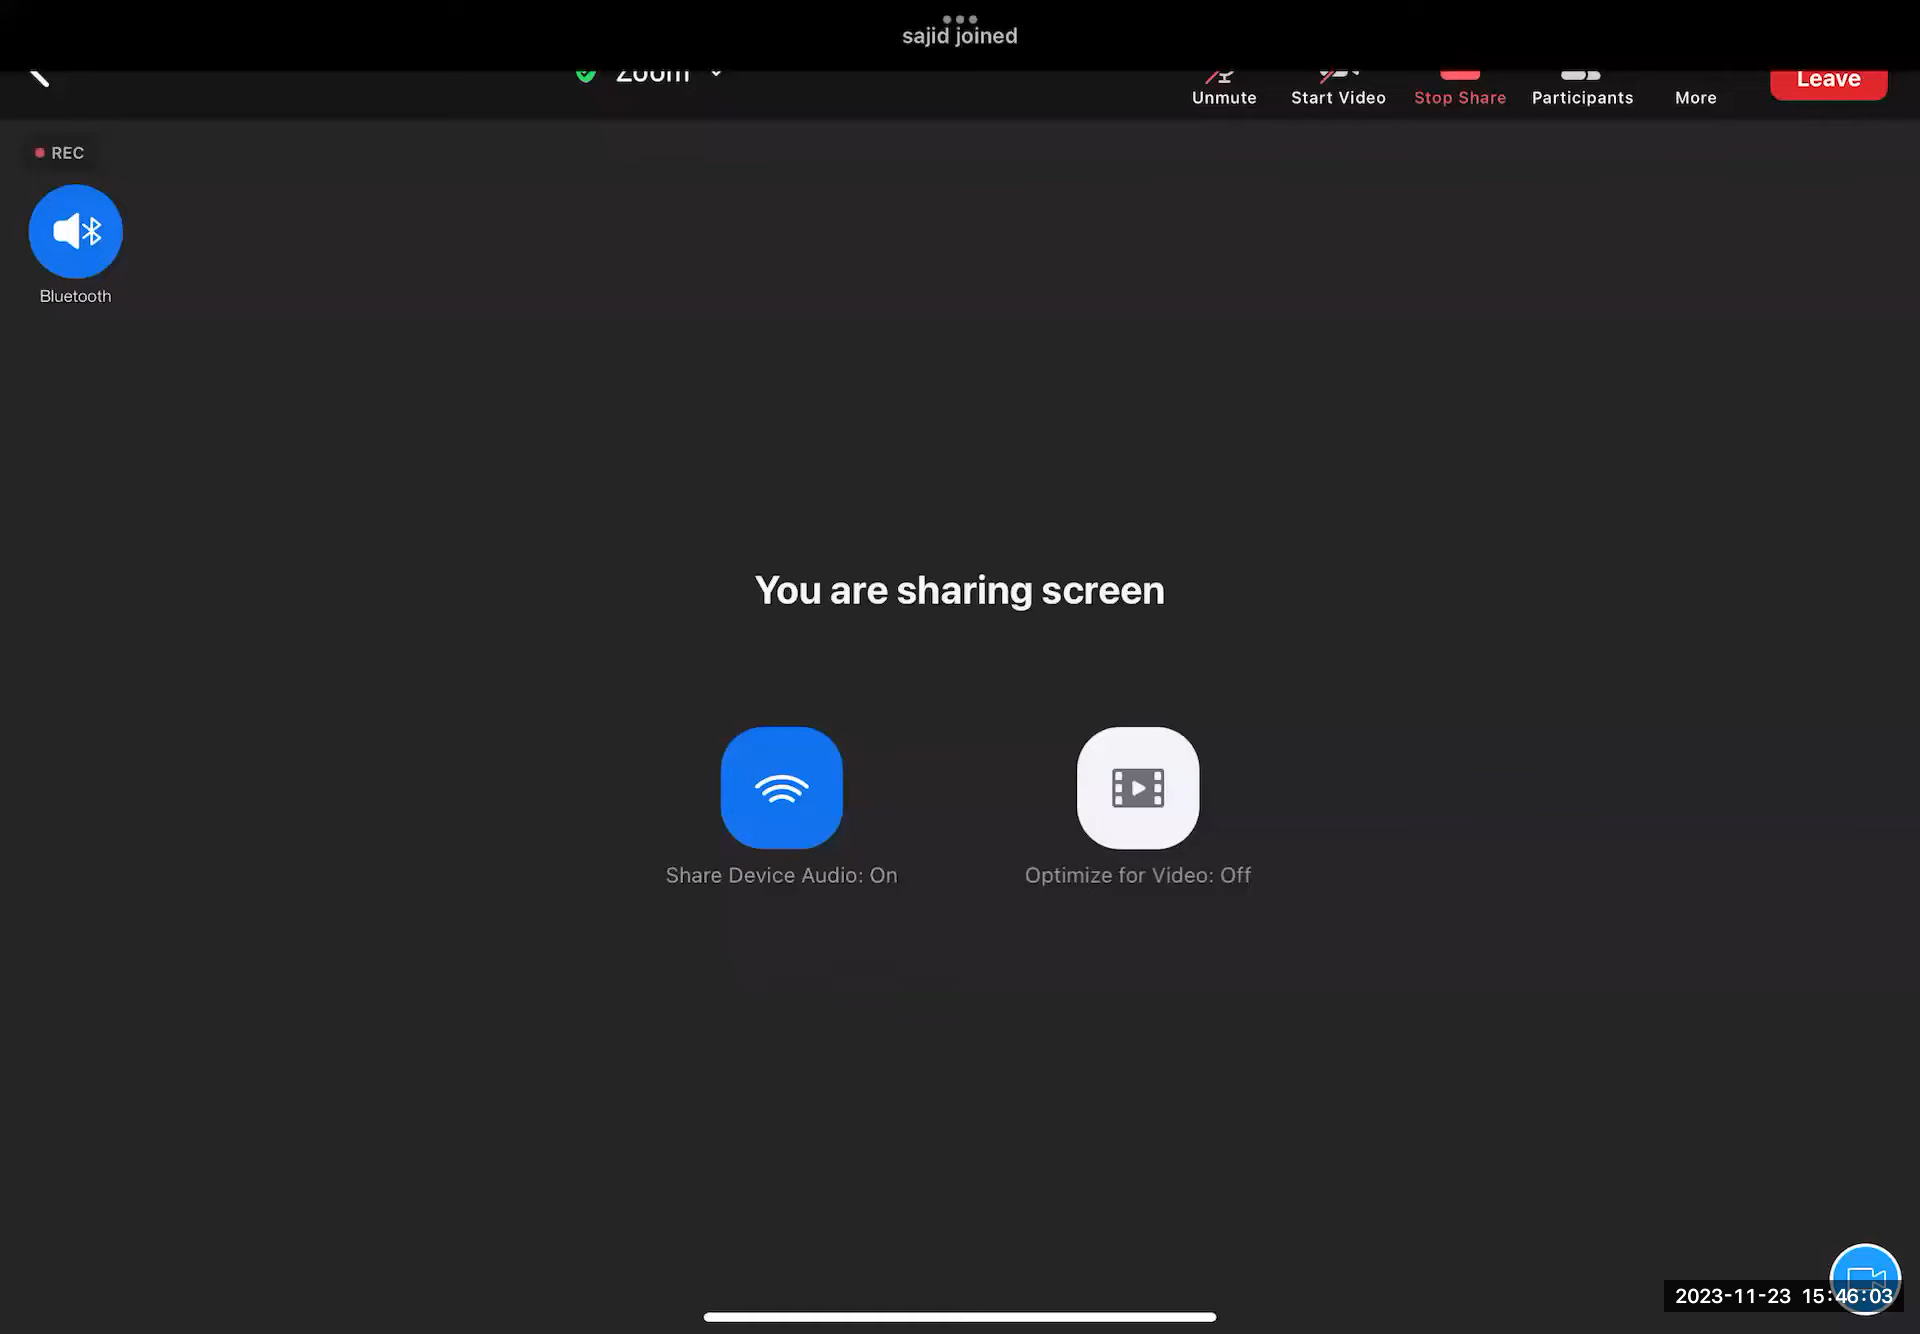 sajid joined
Zoom
Unmute
Start Video
Stop Share
Participants
More
Leave
REC
Bluetooth
You are sharing screen
Share Device Audio: On
Optimize for Video: Off
2023-11-23 15:46:03